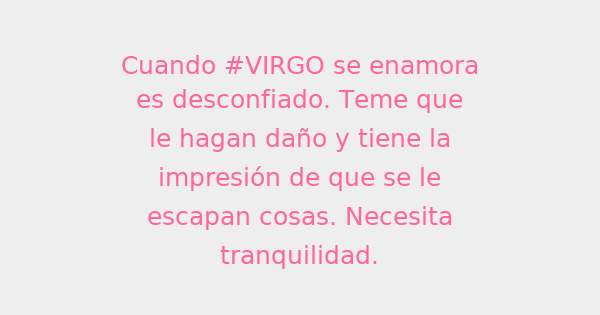 Cuando #VIRGO se enamora
es desconfiado. Teme que
le hagan daño y tiene la
impresión de que se le
escapan cosas. Necesita
tranquilidad.